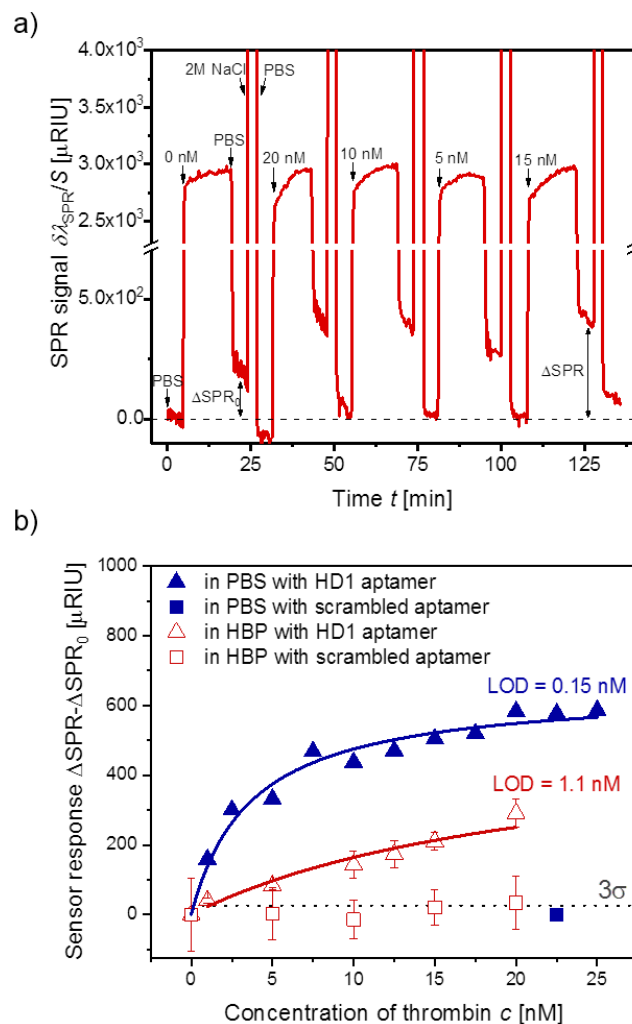 a)
SPR signal δλSPR/S [μRIU]
4.0x10³
3.5x10³
3.0x10³
2.5x10³
5.0x10²
0.0
2M NaCl
PBS
PBS
0 nM
20 nM
10 nM
5 nM
15 nM
PBS
ΔSPR₀
ΔSPR
0 25 50 75 100 125
Time t [min]
b)
Sensor response ΔSPR-ΔSPR₀ [μRIU]
1000
800
600
400
200
0
in PBS with HD1 aptamer
in PBS with scrambled aptamer
in HBP with HD1 aptamer
in HBP with scrambled aptamer
LOD = 0.15 nM
LOD = 1.1 nM
3σ
0 5 10 15 20 25
Concentration of thrombin c [nM]